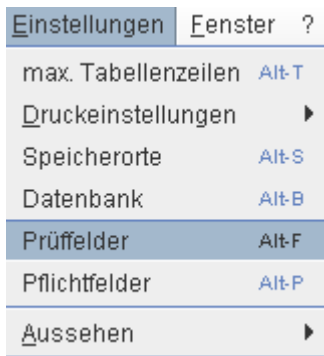 Einstellungen Fenster ?
max. Tabellenzeilen Alt-T
Druckeinstellungen
Speicherorte Alt-S
Datenbank Alt-B
Prüffelder Alt-F
Pflichtfelder Alt-P
Aussehen